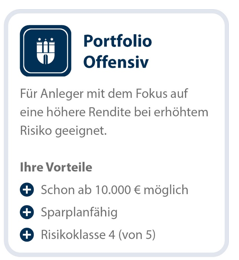 Portfolio
Offensiv
Für Anleger mit dem Fokus auf
eine höhere Rendite bei erhöhtem
Risiko geeignet.
Ihre Vorteile
Schon ab 10.000 € möglich
Sparplanfähig
Risikoklasse 4 (von 5)